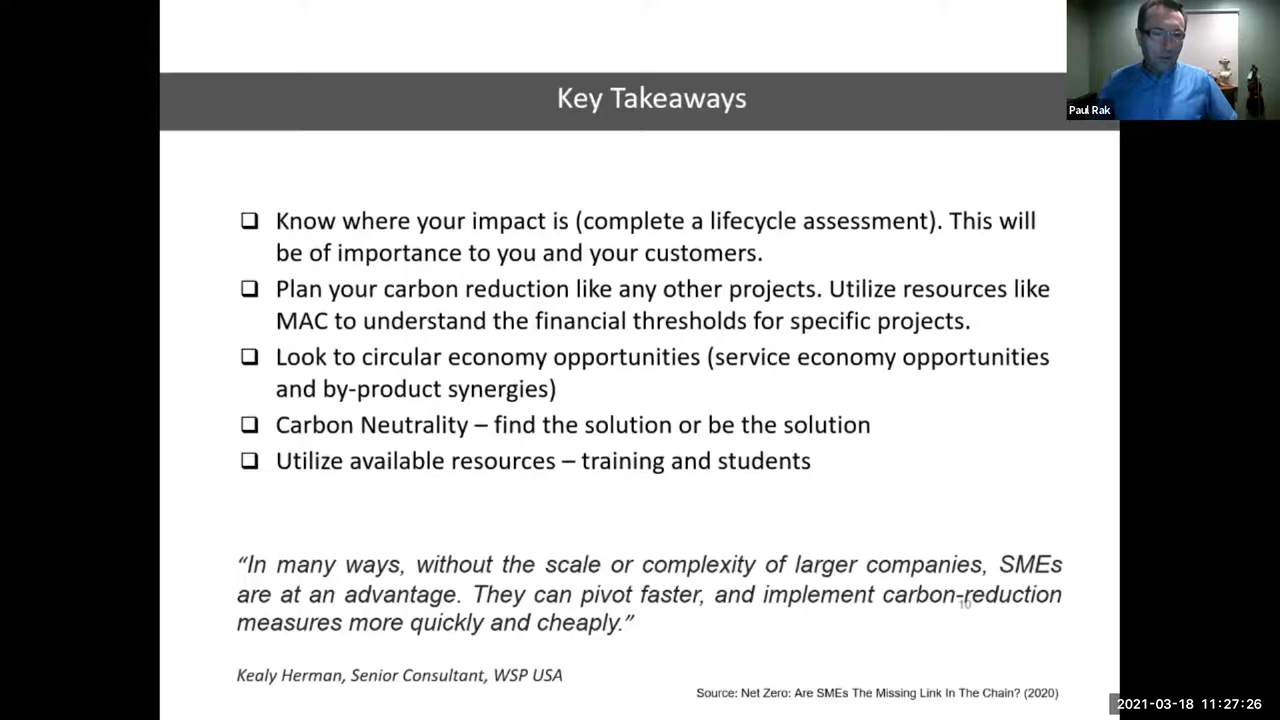 Key Takeaways
Paul Rak
Know where your impact is (complete a lifecycle assessment). This will
be of importance to you and your customers.
Plan your carbon reduction like any other projects. Utilize resources like
MAC to understand the financial thresholds for specific projects.
Look to circular economy opportunities (service economy opportunities
and by-product synergies)
Carbon Neutrality – find the solution or be the solution
Utilize available resources – training and students
“In many ways, without the scale or complexity of larger companies, SMEs
are at an advantage. They can pivot faster, and implement carbon-reduction
measures more quickly and cheaply.”
10
Kealy Herman, Senior Consultant, WSP USA
Source: Net Zero: Are SMEs The Missing Link In The Chain? (2020)
2021-03-18 11:27:26